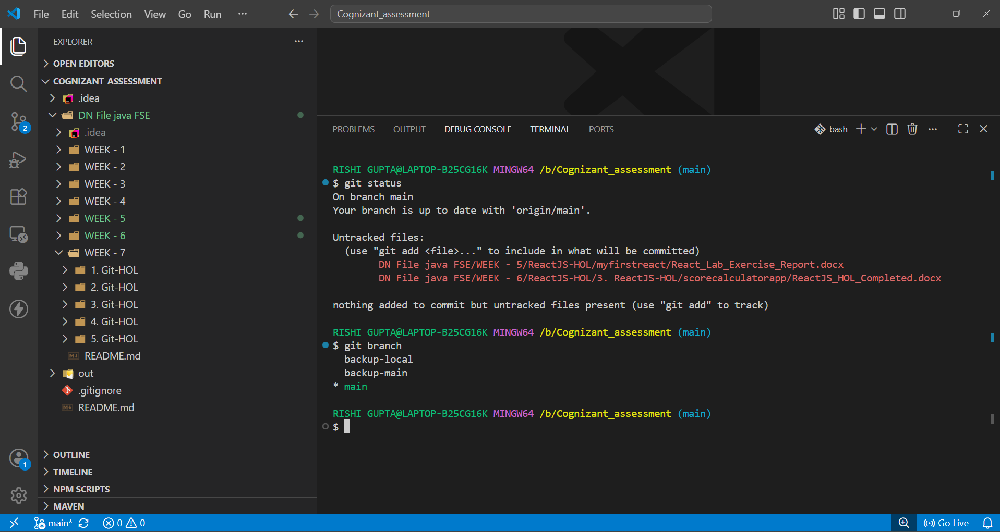 File Edit Selection View Go Run ···
Cognizant_assessment
EXPLORER
OPEN EDITORS
COGNIZANT_ASSESSMENT
.idea
DN File java FSE
.idea
WEEK - 1
WEEK - 2
WEEK - 3
WEEK - 4
WEEK - 5
WEEK - 6
WEEK - 7
1. Git-HOL
2. Git-HOL
3. Git-HOL
4. Git-HOL
5. Git-HOL
README.md
out
.gitignore
README.md
OUTLINE
TIMELINE
NPM SCRIPTS
MAVEN
2
1
PROBLEMS OUTPUT DEBUG CONSOLE TERMINAL PORTS
bash
RISHI GUPTA@LAPTOP-B25CG16K MINGW64 /b/Cognizant_assessment (main)
$ git status
On branch main
Your branch is up to date with 'origin/main'.
Untracked files:
(use "git add <file>..." to include in what will be committed)
DN File java FSE/WEEK - 5/ReactJS-HOL/myfirstreact/React_Lab_Exercise_Report.docx
DN File java FSE/WEEK - 6/ReactJS-HOL/3. ReactJS-HOL/scorecalculatorapp/ReactJS_HOL_Completed.docx
nothing added to commit but untracked files present (use "git add" to track)
RISHI GUPTA@LAPTOP-B25CG16K MINGW64 /b/Cognizant_assessment (main)
$ git branch
backup-local
backup-main
* main
RISHI GUPTA@LAPTOP-B25CG16K MINGW64 /b/Cognizant_assessment (main)
$
main* 0 0
Go Live